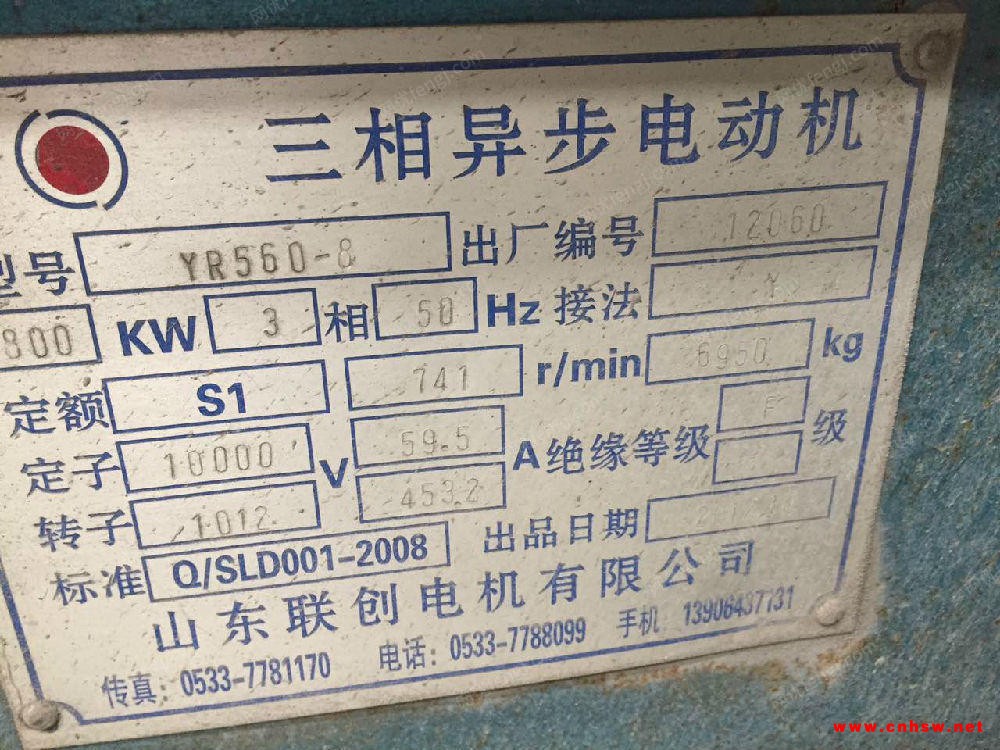 三相异步电动机
型号 YR560-8 出厂编号 12060
800 KW 3 相 50 Hz 接法 Y
定额 S1 741 r/min 6950 kg
定子 10000 V 59.5 A 绝缘等级 F 级
转子 1012 453.2
出品日期
标准 Q/SLD001-2008
山东联创电机有限公司
传真: 0533-7781170 电话: 0533-7788099 手机 13906437731
www.cnhsw.net